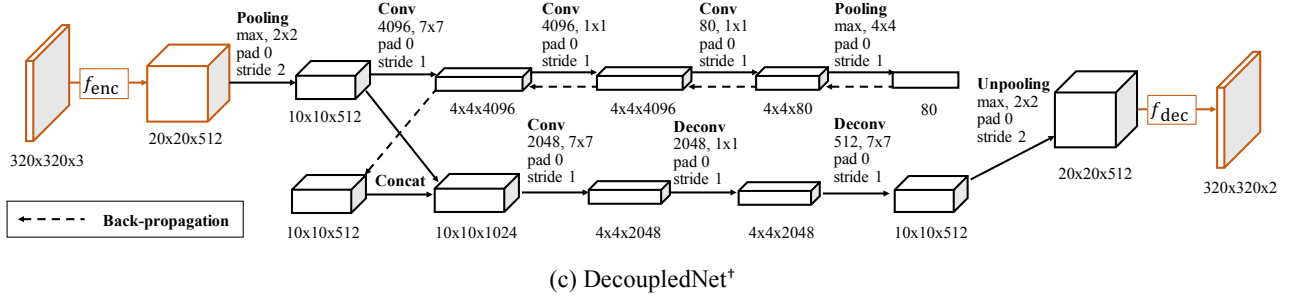 Pooling
max, 2x2
pad 0
stride 2
Conv
4096, 7x7
pad 0
stride 1
Conv
4096, 1x1
pad 0
stride 1
Conv
80, 1x1
pad 0
stride 1
Pooling
max, 4x4
pad 0
stride 1
Unpooling
max, 2x2
pad 0
stride 2
fenc
fdec
320x320x3
20x20x512
10x10x512
4x4x4096
4x4x4096
4x4x80
80
20x20x512
320x320x2
Conv
2048, 7x7
pad 0
stride 1
Deconv
2048, 1x1
pad 0
stride 1
Deconv
512, 7x7
pad 0
stride 1
Concat
Back-propagation
10x10x512
10x10x1024
4x4x2048
4x4x2048
10x10x512
(c) DecoupledNet†